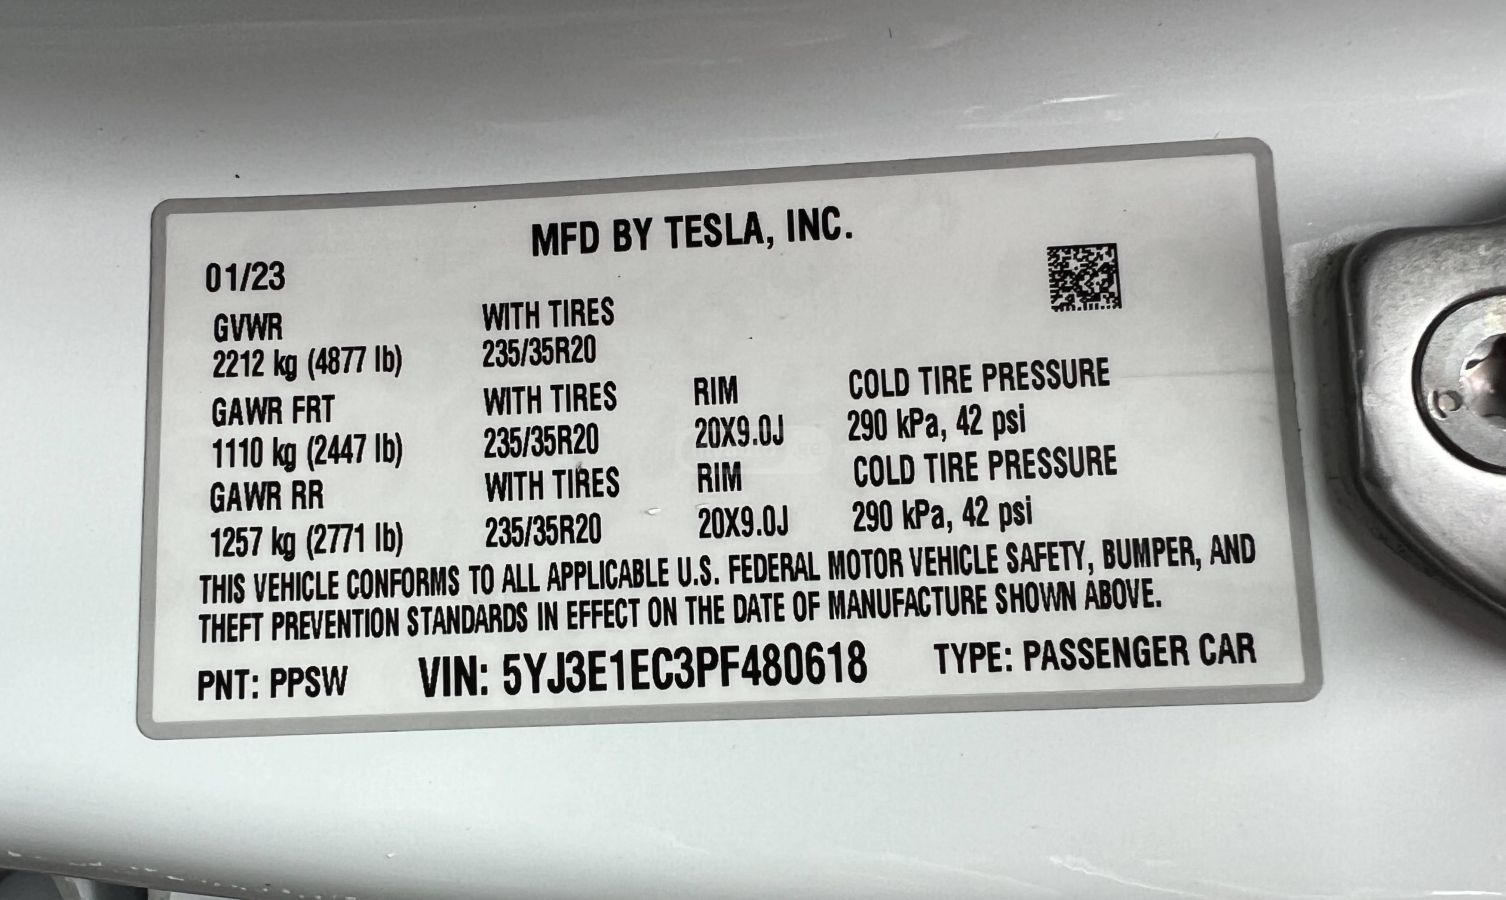 MFD BY TESLA, INC.
01/23
GVWR WITH TIRES
2212 kg (4877 lb) 235/35R20
GAWR FRT WITH TIRES RIM COLD TIRE PRESSURE
1110 kg (2447 lb) 235/35R20 20X9.0J 290 kPa, 42 psi
GAWR RR WITH TIRES RIM COLD TIRE PRESSURE
1257 kg (2771 lb) 235/35R20 20X9.0J 290 kPa, 42 psi
THIS VEHICLE CONFORMS TO ALL APPLICABLE U.S. FEDERAL MOTOR VEHICLE SAFETY, BUMPER, AND
THEFT PREVENTION STANDARDS IN EFFECT ON THE DATE OF MANUFACTURE SHOWN ABOVE.
PNT: PPSW VIN: 5YJ3E1EC3PF480618 TYPE: PASSENGER CAR